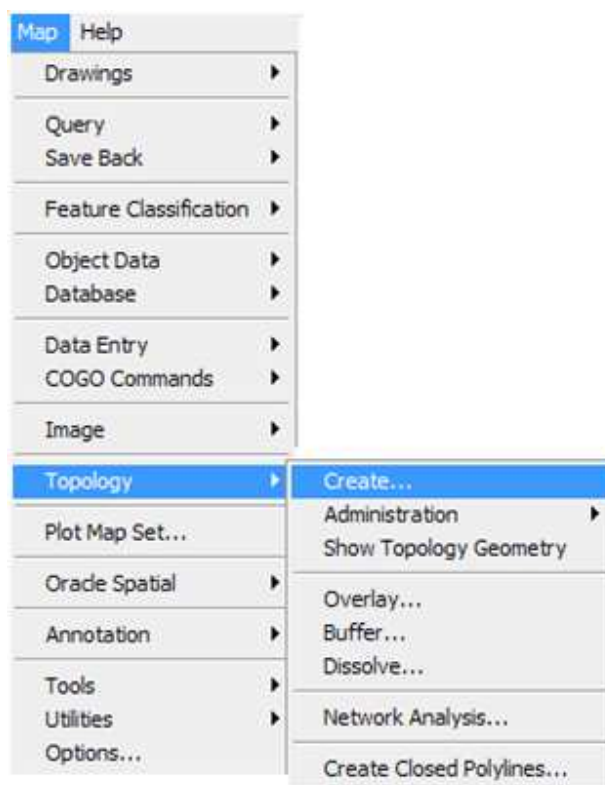 Map Help
Drawings
Query
Save Back
Feature Classification
Object Data
Database
Data Entry
COGO Commands
Image
Topology
Plot Map Set...
Oracle Spatial
Annotation
Tools
Utilities
Options...
Create...
Administration
Show Topology Geometry
Overlay...
Buffer...
Dissolve...
Network Analysis...
Create Closed Polylines...